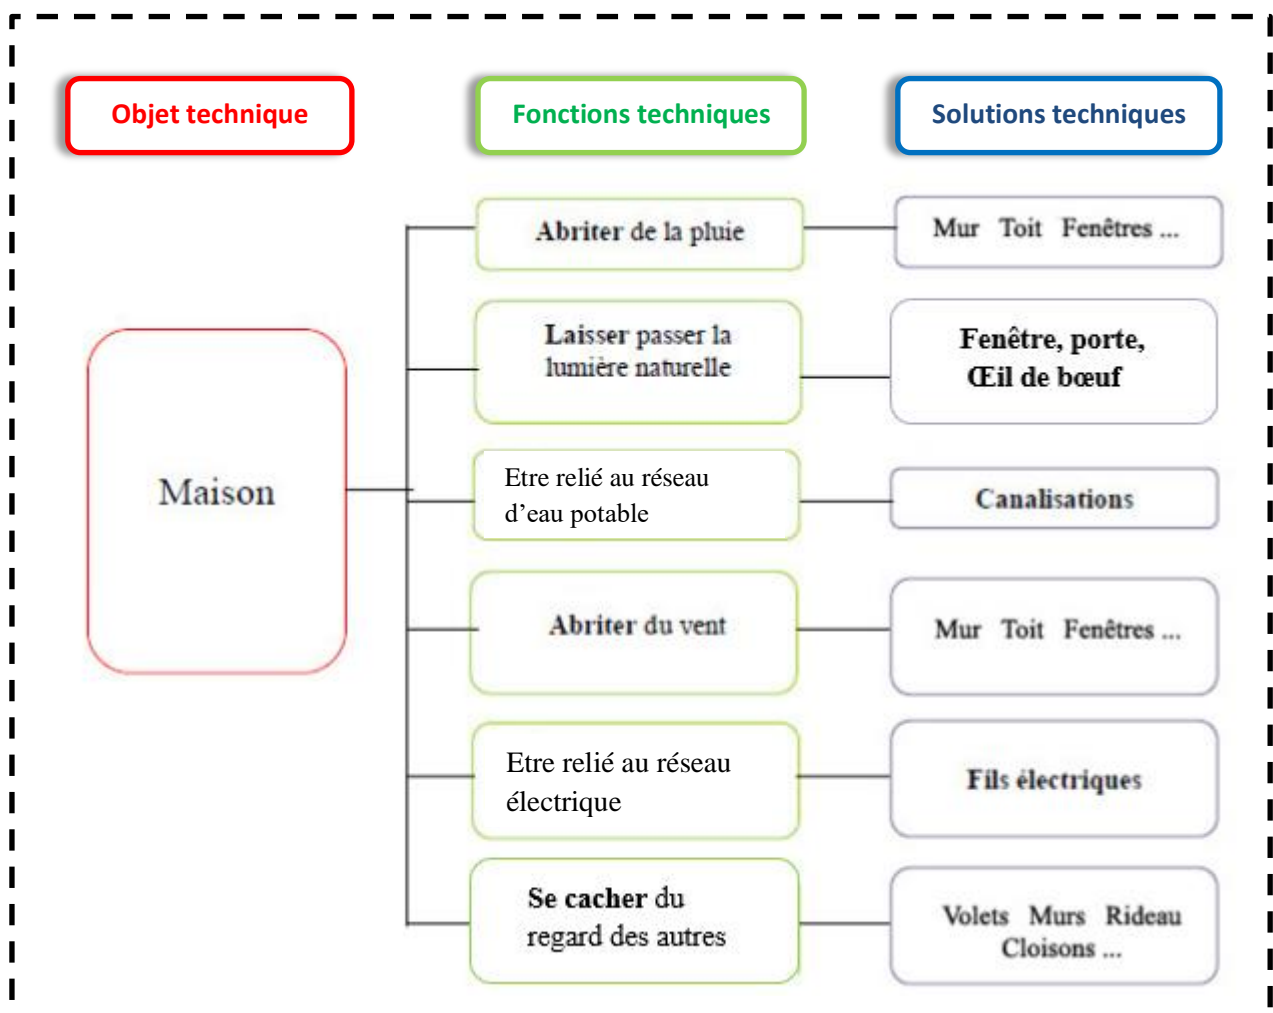 Objet technique
Fonctions techniques
Solutions techniques
Maison
Abriter de la pluie
Mur Toit Fenêtres ...
Laisser passer la
lumière naturelle
Fenêtre, porte,
Œil de bœuf
Etre relié au réseau
d’eau potable
Canalisations
Abriter du vent
Mur Toit Fenêtres ...
Etre relié au réseau
électrique
Fils électriques
Se cacher du
regard des autres
Volets Murs Rideau
Cloisons ...